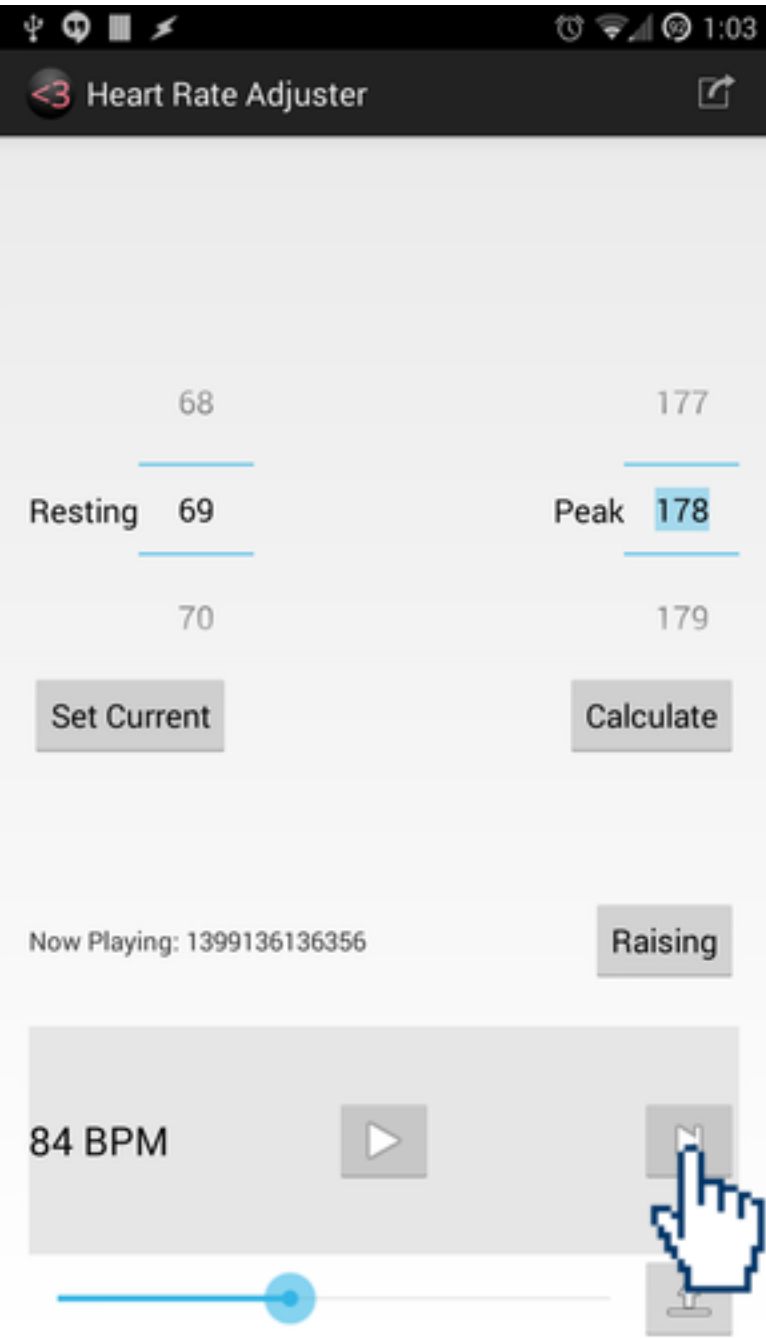 92 1:03
<3 Heart Rate Adjuster
68 177
Resting 69 Peak 178
70 179
Set Current Calculate
Now Playing: 1399136136356 Raising
84 BPM